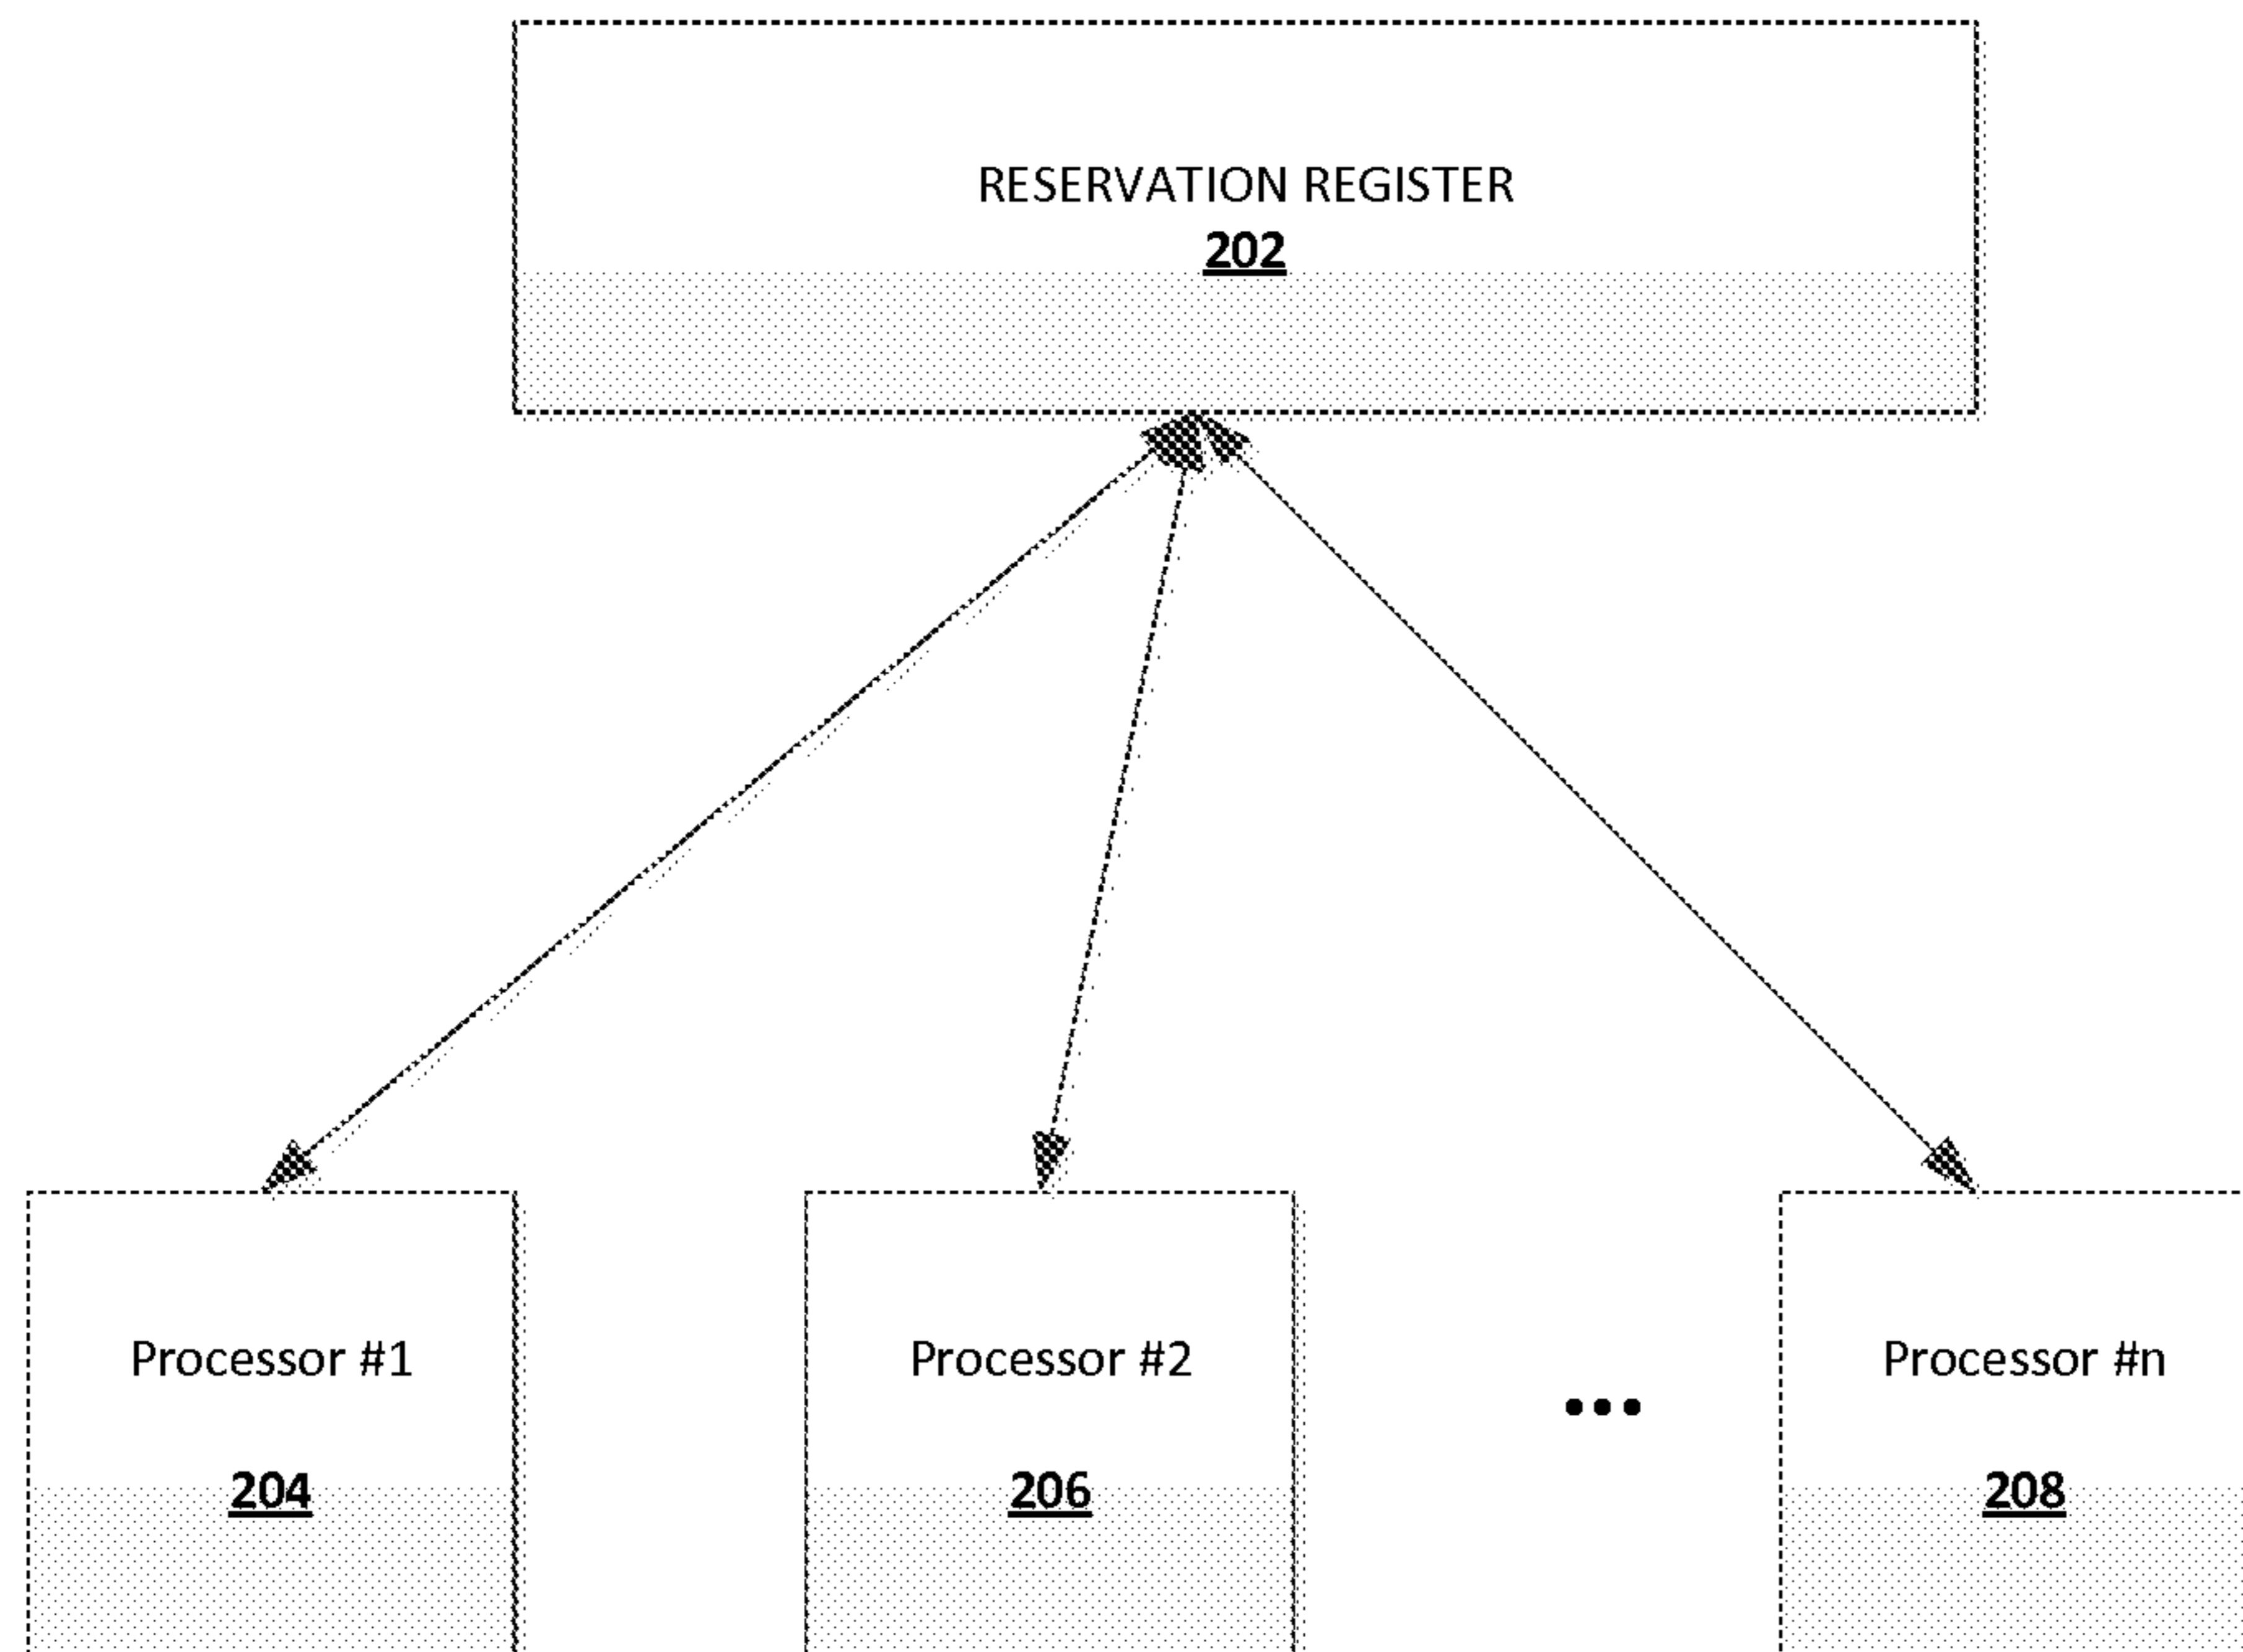 RESERVATION REGISTER
202
Processor #1
204
Processor #2
206
•••
Processor #n
208